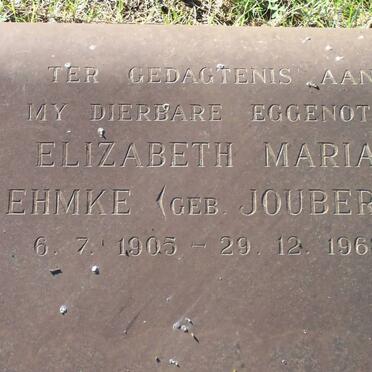 TER GEDAGTENIS AAN
MY DIERBARE EGGENOT
ELIZABETH MARIA
EHMKE (GEB. JOUBER
6. 7. 1905 – 29. 12. 196